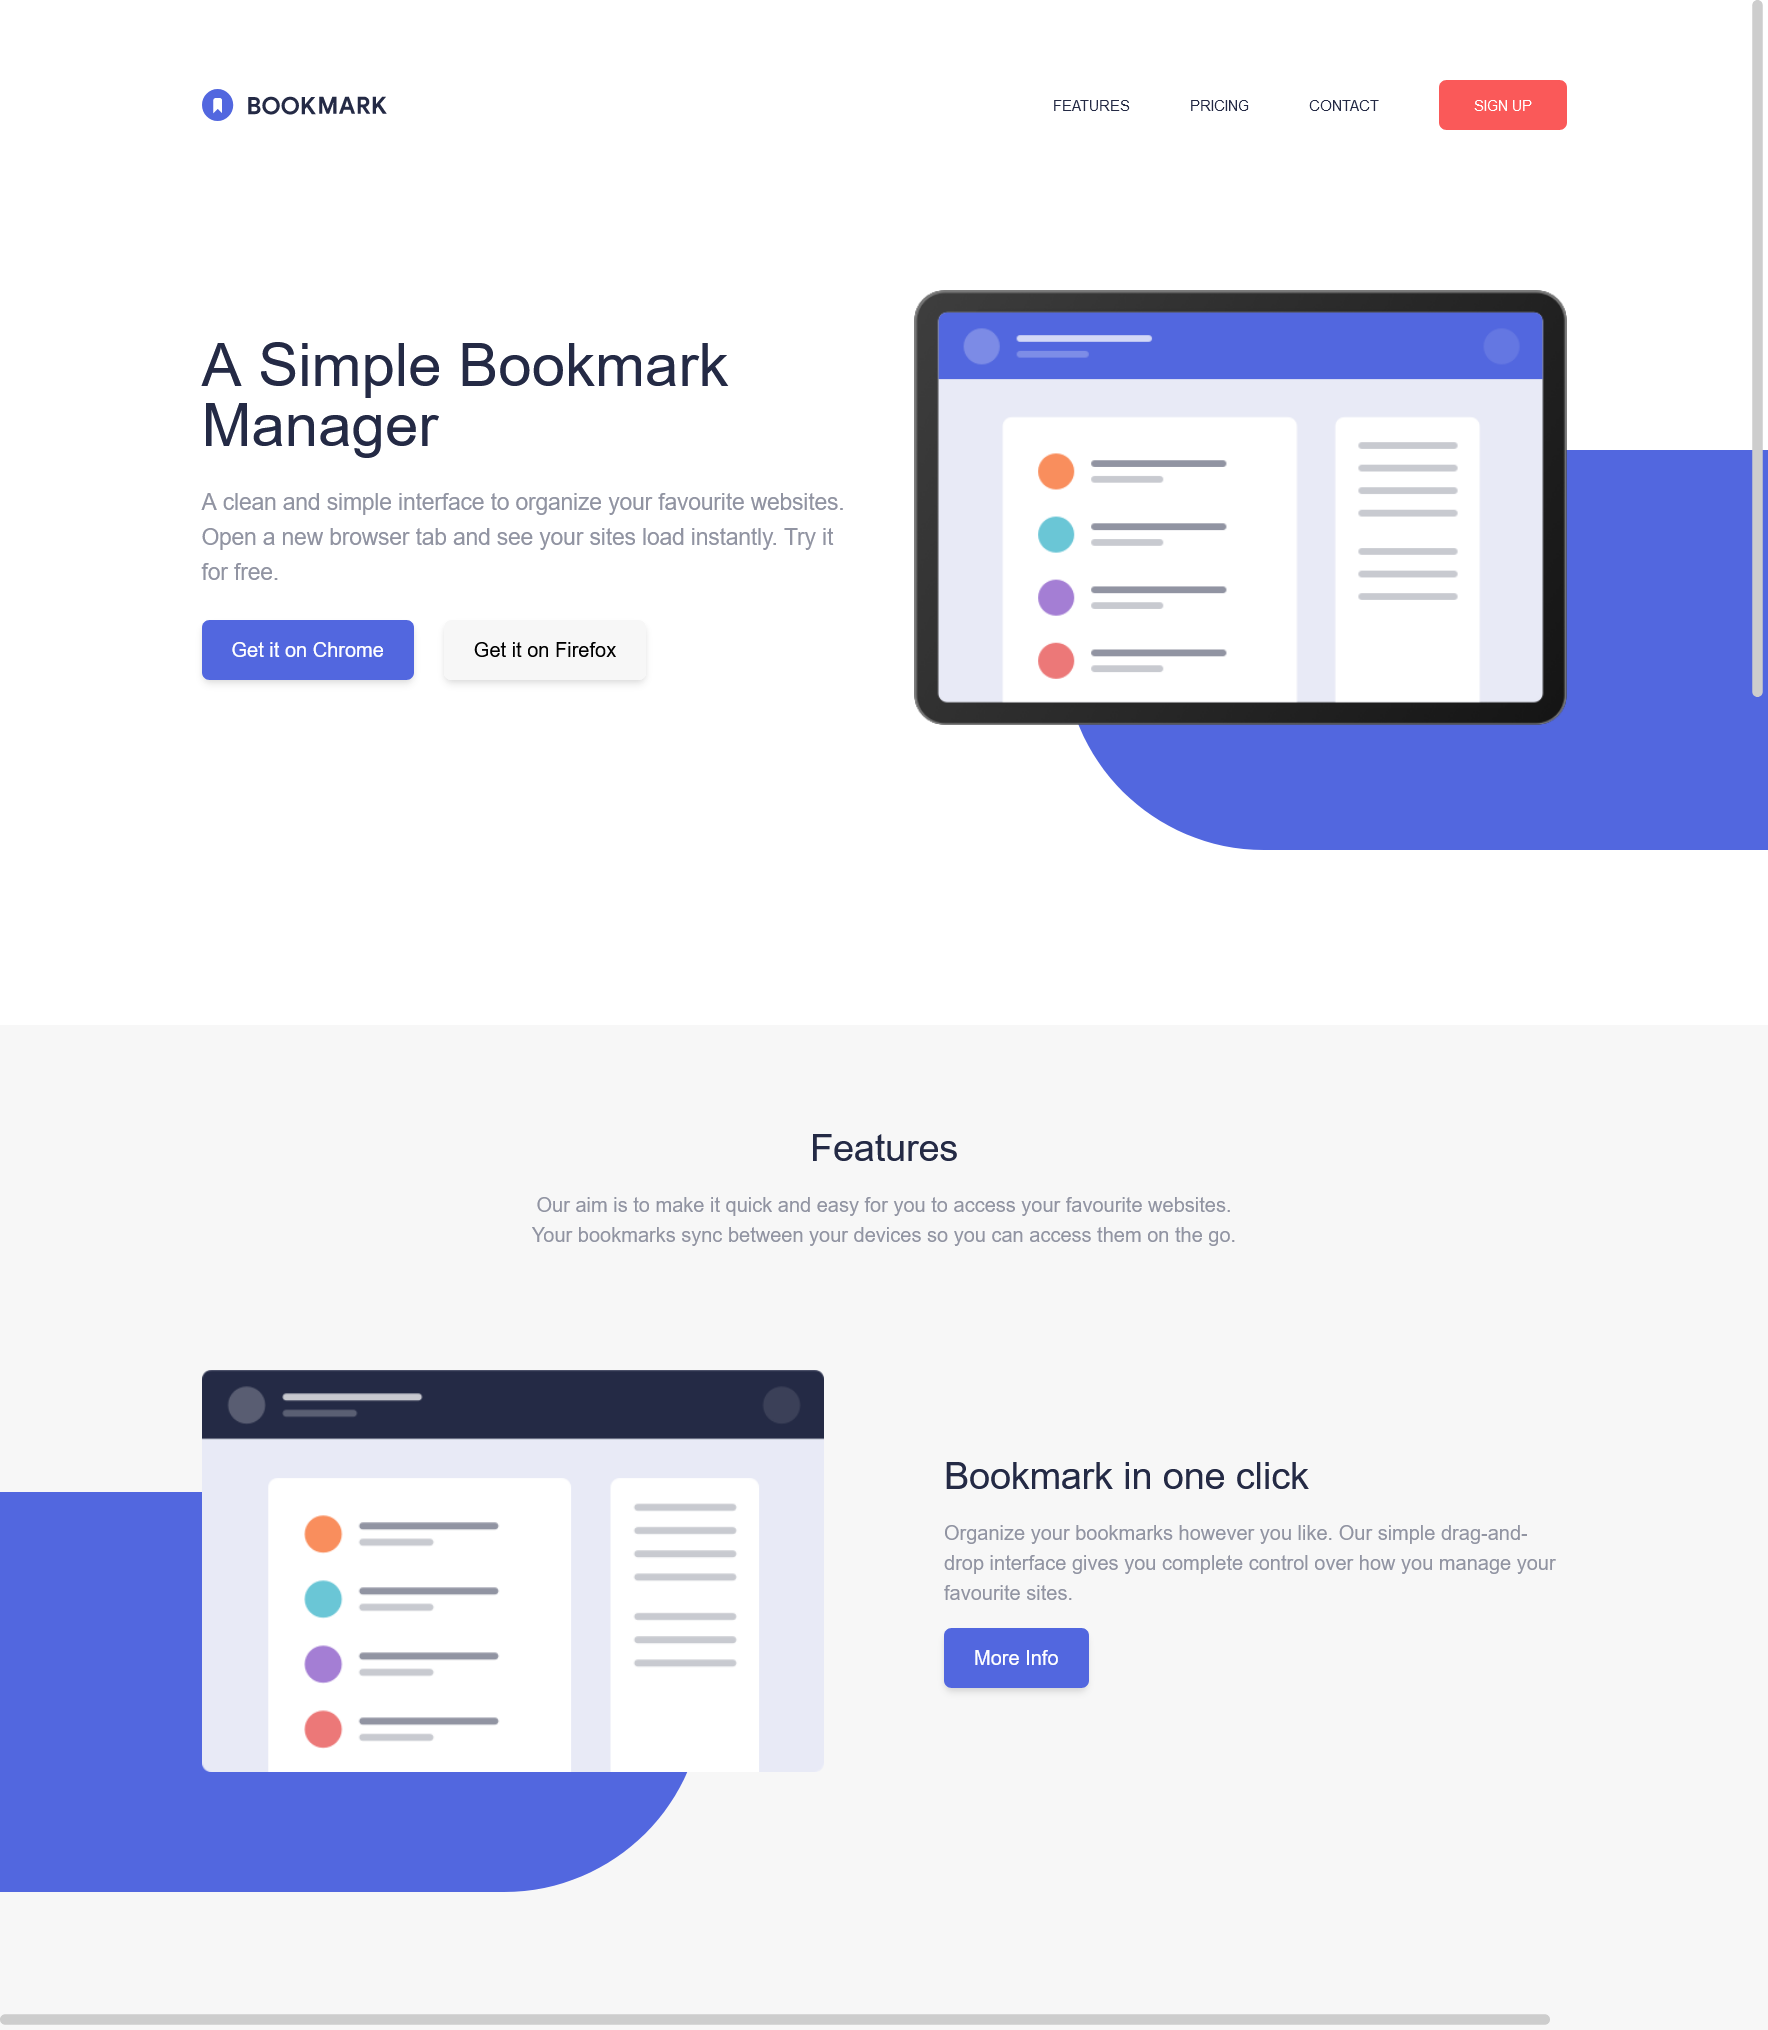 BOOKMARK
FEATURES
PRICING
CONTACT
SIGN UP
A Simple Bookmark
Manager
A clean and simple interface to organize your favourite websites.
Open a new browser tab and see your sites load instantly. Try it
for free.
Get it on Chrome
Get it on Firefox
Features
Our aim is to make it quick and easy for you to access your favourite websites.
Your bookmarks sync between your devices so you can access them on the go.
Bookmark in one click
Organize your bookmarks however you like. Our simple drag-and-
drop interface gives you complete control over how you manage your
favourite sites.
More Info